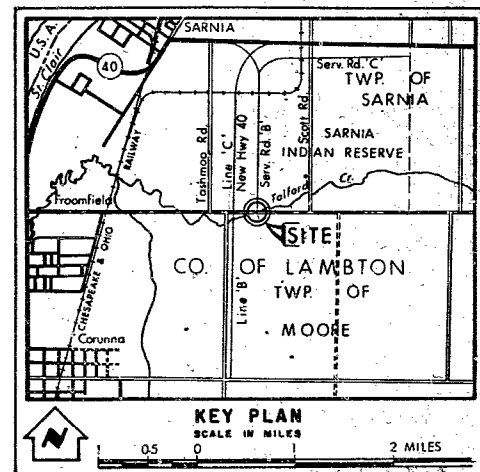 SARNIA
U.S.A.
St. Clair
40
Serv. Rd. 'C'
TWP. OF
SARNIA
RAILWAY
Tashmoo Rd.
Line 'C'
New Hwy 40
Serv. Rd. 'B'
Scott Rd.
SARNIA
INDIAN RESERVE
Talford Cr.
Froomfield
SITE
CHESAPEAKE & OHIO
CO. OF LAMBTON
TWP. OF
MOORE
Line 'B'
Corunna
KEY PLAN
SCALE IN MILES
N
1 0.5 0 1 2 MILES